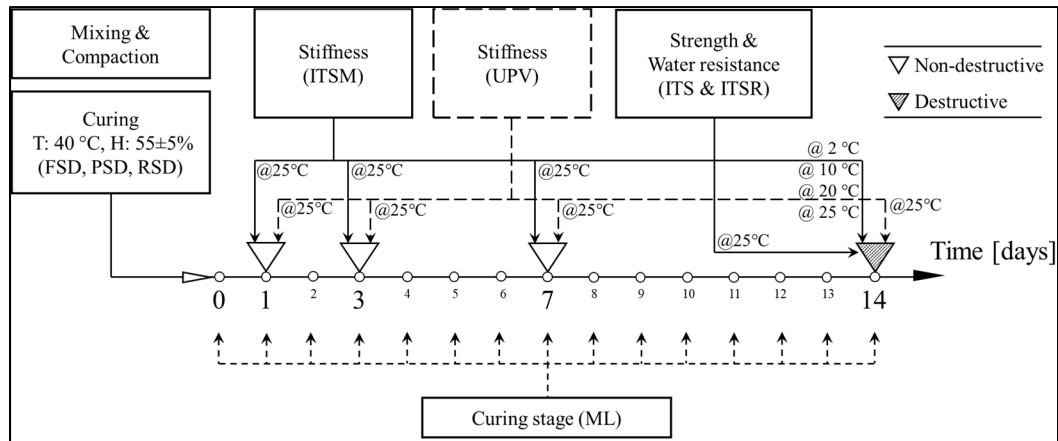 Mixing &
Compaction
Stiffness
(ITSM)
Stiffness
(UPV)
Strength &
Water resistance
(ITS & ITSR)
Non-destructive
Destructive
Curing
T: 40 °C, H: 55±5%
(FSD, PSD, RSD)
@25°C
@25°C
@25°C
@ 2 °C
@ 10 °C
@ 20 °C
@ 25 °C
@25°C
@25°C
@25°C
@25°C
@25°C
Time [days]
0 1 2 3 4 5 6 7 8 9 10 11 12 13 14
Curing stage (ML)